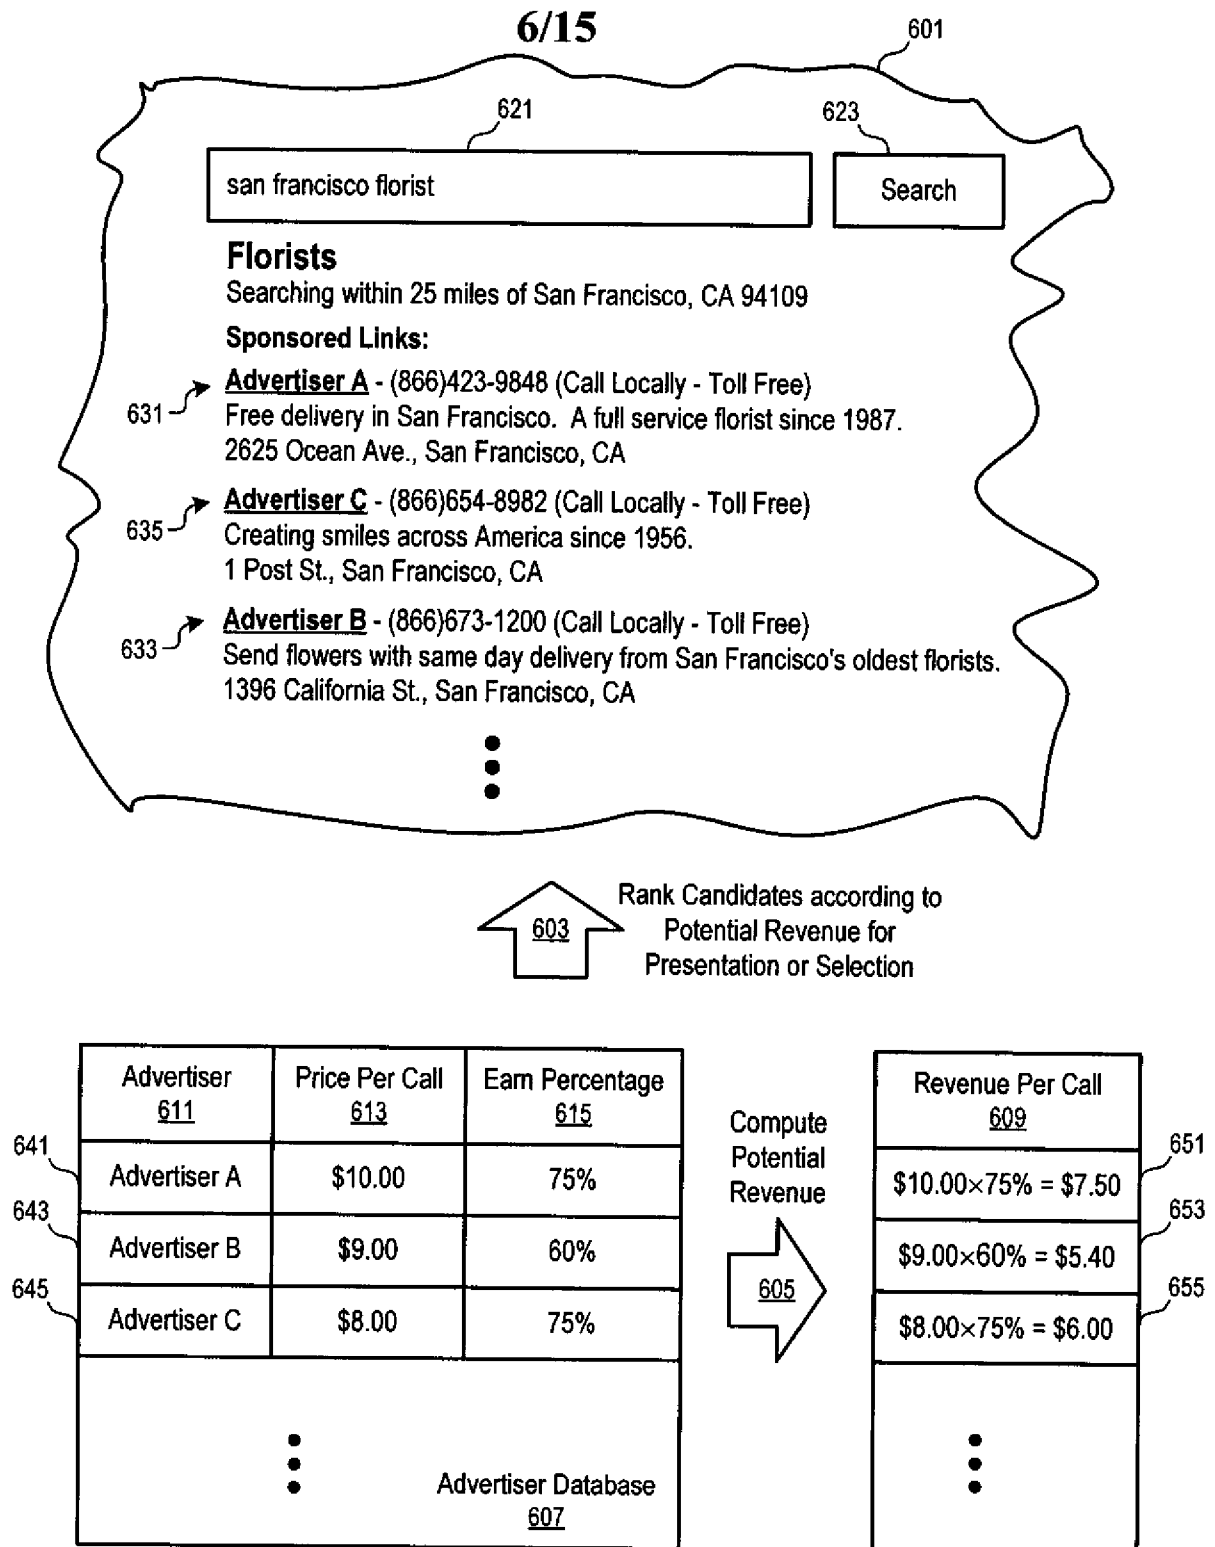 6/15
601
621
623
san francisco florist
Search
Florists
Searching within 25 miles of San Francisco, CA 94109
Sponsored Links:
631
Advertiser A - (866)423-9848 (Call Locally - Toll Free)
Free delivery in San Francisco. A full service florist since 1987.
2625 Ocean Ave., San Francisco, CA
635
Advertiser C - (866)654-8982 (Call Locally - Toll Free)
Creating smiles across America since 1956.
1 Post St., San Francisco, CA
633
Advertiser B - (866)673-1200 (Call Locally - Toll Free)
Send flowers with same day delivery from San Francisco's oldest florists.
1396 California St., San Francisco, CA
603
Rank Candidates according to
Potential Revenue for
Presentation or Selection
Advertiser
611
Price Per Call
613
Earn Percentage
615
641
Advertiser A
$10.00
75%
643
Advertiser B
$9.00
60%
645
Advertiser C
$8.00
75%
Advertiser Database
607
Compute
Potential
Revenue
605
Revenue Per Call
609
651
$10.00×75% = $7.50
653
$9.00×60% = $5.40
655
$8.00×75% = $6.00